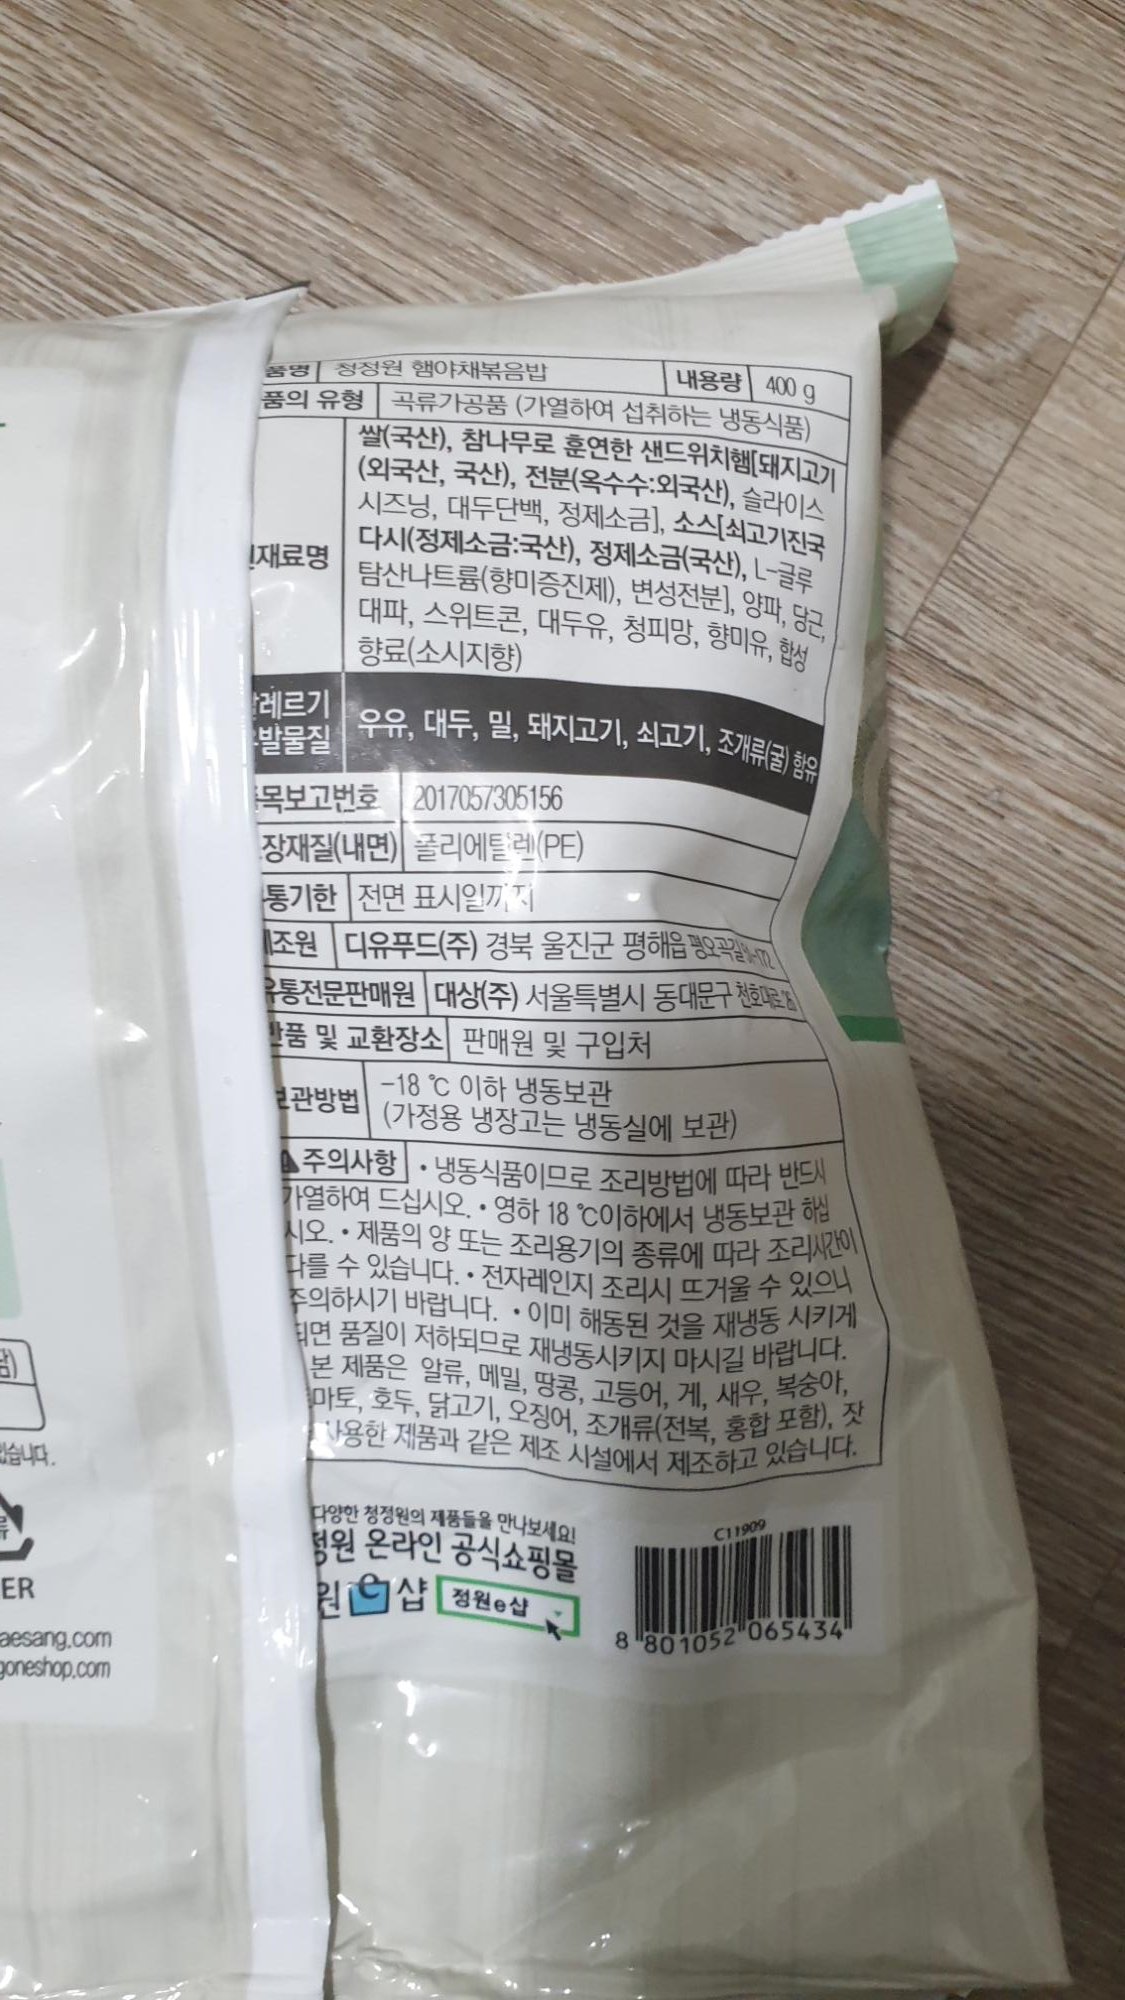 품명 청정원 햄야채볶음밥 내용량 400 g
품의 유형 곡류가공품 (가열하여 섭취하는 냉동식품)
재료명 쌀(국산), 참나무로 훈연한 샌드위치햄[돼지고기
(외국산, 국산), 전분(옥수수:외국산), 슬라이스
시즈닝, 대두단백, 정제소금], 소스[쇠고기진국
다시(정제소금:국산), 정제소금(국산), L-글루
탐산나트륨(향미증진제), 변성전분], 양파, 당근,
대파, 스위트콘, 대두유, 청피망, 향미유, 합성
향료(소시지향)
알레르기
유발물질 우유, 대두, 밀, 돼지고기, 쇠고기, 조개류(굴) 함유
품목보고번호 2017057305156
장재질(내면) 폴리에틸렌(PE)
통기한 전면 표시일까지
제조원 디유푸드(주) 경북 울진군 평해읍 평오곡길
유통전문판매원 대상(주) 서울특별시 동대문구 천호대로 26
반품 및 교환장소 판매원 및 구입처
보관방법 -18 ℃ 이하 냉동보관
(가정용 냉장고는 냉동실에 보관)
주의사항 • 냉동식품이므로 조리방법에 따라 반드시
가열하여 드십시오. • 영하 18 ℃이하에서 냉동보관 하십
시오. • 제품의 양 또는 조리용기의 종류에 따라 조리시간이
다를 수 있습니다. • 전자레인지 조리시 뜨거울 수 있으니
주의하시기 바랍니다. • 이미 해동된 것을 재냉동 시키게
되면 품질이 저하되므로 재냉동시키지 마시길 바랍니다.
본 제품은 알류, 메밀, 땅콩, 고등어, 게, 새우, 복숭아,
마토, 호두, 닭고기, 오징어, 조개류(전복, 홍합 포함), 잣
사용한 제품과 같은 제조 시설에서 제조하고 있습니다.
다양한 청정원의 제품들을 만나보세요!
정원 온라인 공식쇼핑몰
원 e 샵 정원e샵
C11909
8 801052 065434
있습니다.
ER
aesang.com
goneshop.com